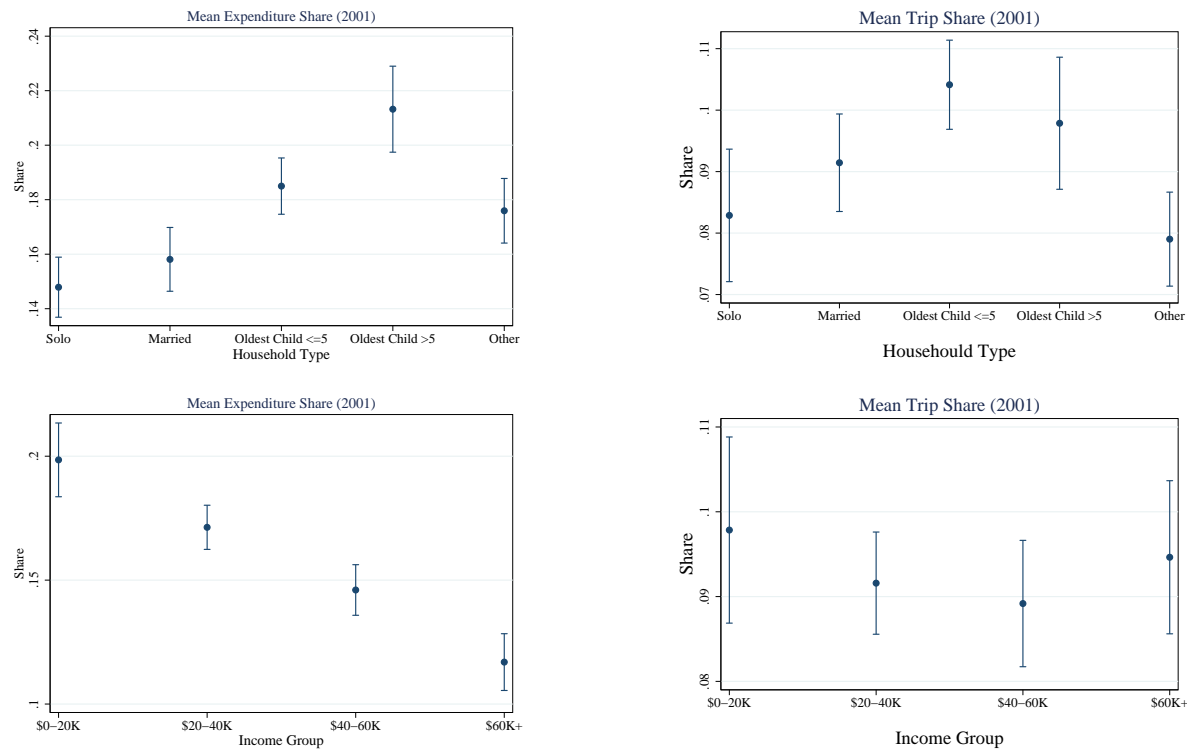 Mean Expenditure Share (2001)
Share
.24
.22
.2
.18
.16
.14
Solo Married Oldest Child <=5 Oldest Child >5 Other
Household Type
Mean Trip Share (2001)
Share
.11
.1
.09
.08
.07
Solo Married Oldest Child <=5 Oldest Child >5 Other
Househould Type
Mean Expenditure Share (2001)
Share
.2
.15
.1
$0–20K $20–40K $40–60K $60K+
Income Group
Mean Trip Share (2001)
Share
.11
.1
.09
.08
$0–20K $20–40K $40–60K $60K+
Income Group